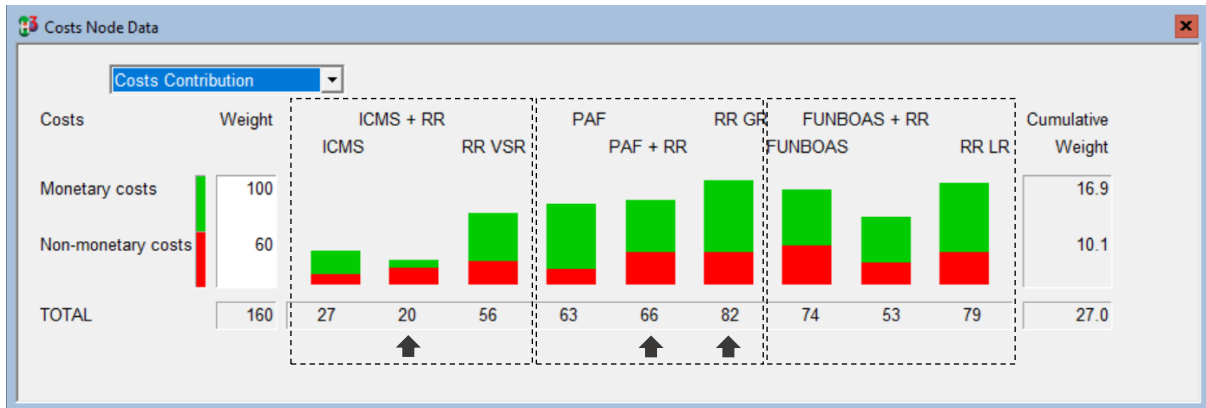 Costs Node Data
Costs Contribution
Costs Weight ICMS + RR PAF RR GR FUNBOAS + RR Cumulative
ICMS RR VSR PAF + RR FUNBOAS RR LR Weight
Monetary costs 100 16.9
Non-monetary costs 60 10.1
TOTAL 160 27 20 56 63 66 82 74 53 79 27.0